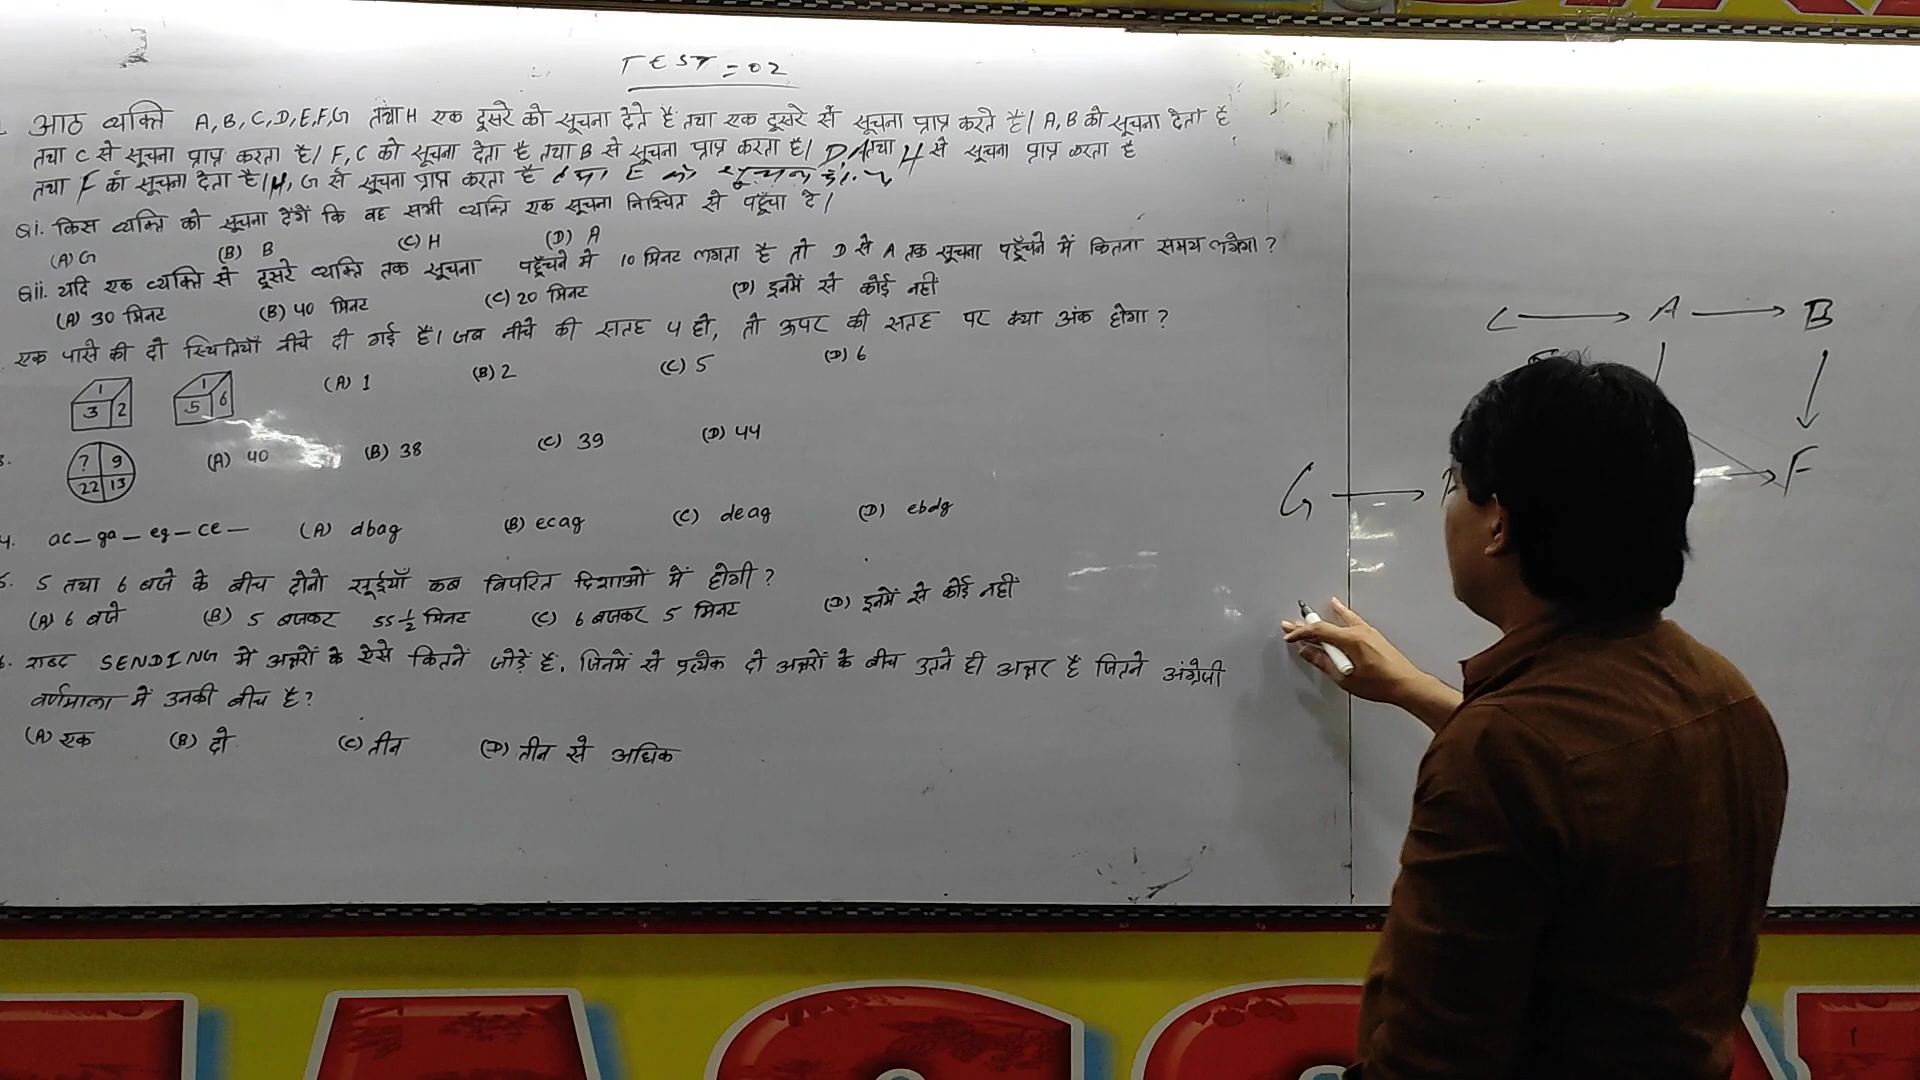 TEST = 02
आठ व्यक्ति A, B, C, D, E, F, G तथा H एक दूसरे को सूचना देते हैं तथा एक दूसरे से सूचना प्राप्त करते हैं। A, B को सूचना देता है
तथा C से सूचना प्राप्त करता है। F, C को सूचना देता है तथा B से सूचना प्राप्त करता है। D, A तथा H से सूचना प्राप्त करता है
तथा F को सूचना देता है। H, G से सूचना प्राप्त करता है तथा E को सूचना
Qi. किस व्यक्ति को सूचना देंगें कि वह सभी व्यक्ति एक सूचना निश्चित से पहुँचा दे।
(A) G (B) B (C) H (D) A
Qii. यदि एक व्यक्ति से दूसरे व्यक्ति तक सूचना पहुँचने में 10 मिनट लगता है तो D से A तक सूचना पहुँचने में कितना समय लगेगा?
(A) 30 मिनट (B) 40 मिनट (C) 20 मिनट (D) इनमें से कोई नहीं
एक पासे की दो स्थितियाँ नीचे दी गई हैं। जब नीचे की सतह 4 हो, तो ऊपर की सतह पर क्या अंक होगा?
1 3 2 1 5 6 (A) 1 (B) 2 (C) 5 (D) 6
3. ? 9 (A) 40 (B) 38 (C) 39 (D) 44
22 13
4. ac_ga_eg_ce_ (A) dbag (B) ecag (C) deag (D) ebdg
5. 5 तथा 6 बजे के बीच दोनो सूईयाँ कब विपरित दिशाओं में होगी?
(A) 6 बजे (B) 5 बजकर 55 1/2 मिनट (C) 6 बजकर 5 मिनट (D) इनमें से कोई नहीं
6. शब्द SENDING में अक्षरों के ऐसे कितनें जोड़ें हैं, जिनमें से प्रत्येक दो अक्षरों के बीच उतने ही अक्षर हैं जितने अंग्रेजी
वर्णमाला में उनकी बीच है?
(A) एक (B) दो (C) तीन (D) तीन से अधिक
C A B
G F